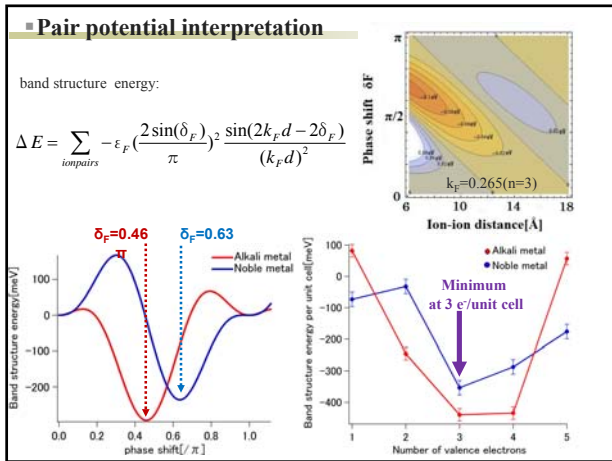 Pair potential interpretation
band structure energy:
ΔE = ∑ − ε_F (2 sin(δ_F) / π)² sin(2k_F d − 2δ_F) / (k_F d)²
ionpairs
Phase shift δF
π
π/2
0
k_F=0.265(n=3)
6 10 14 18
Ion-ion distance[Å]
δ_F=0.46
π
δ_F=0.63
Alkali metal
Noble metal
Band structure energy[meV]
100
0
-100
-200
0.0 0.2 0.4 0.6 0.8 1.0
phase shift[/π]
Alkali metal
Noble metal
Minimum
at 3 e⁻/unit cell
Band structure energy per unit cell[meV]
100
0
-100
-200
-300
-400
1 2 3 4 5
Number of valence electrons